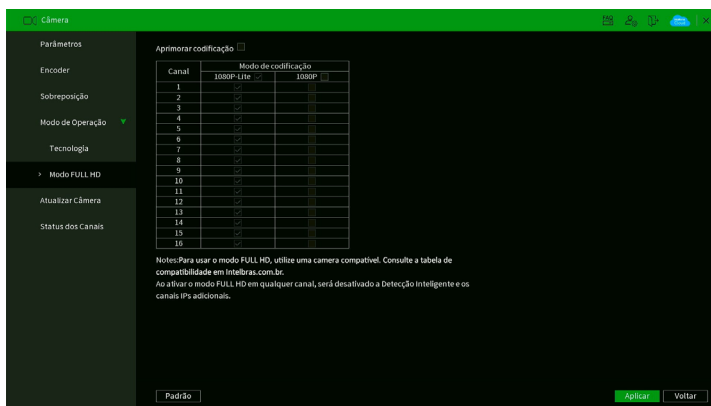 Câmera
Parâmetros
Encoder
Sobreposição
Modo de Operação
Tecnologia
> Modo FULL HD
Atualizar Câmera
Status dos Canais
Aprimorar codificação
Canal
Modo de codificação
1080P-Lite 1080P
1
2
3
4
5
6
7
8
9
10
11
12
13
14
15
16
Notes:Para usar o modo FULL HD, utilize uma camera compatível. Consulte a tabela de
compatibilidade em Intelbras.com.br.
Ao ativar o modo FULL HD em qualquer canal, será desativado a Detecção Inteligente e os
canais IPs adicionais.
Padrão
Aplicar
Voltar